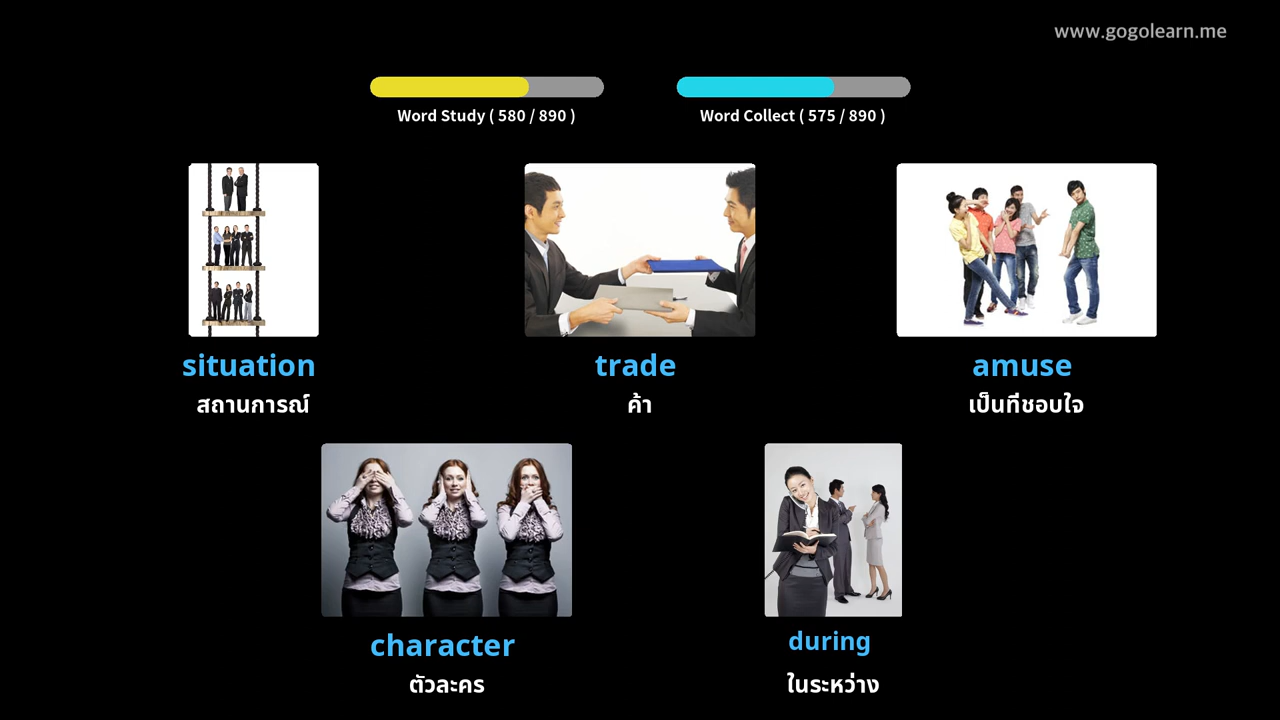 www.gogolearn.me
Word Study ( 580 / 890 )
Word Collect ( 575 / 890 )
situation
สถานการณ์
trade
ค้า
amuse
เป็นที่ชอบใจ
character
ตัวละคร
during
ในระหว่าง